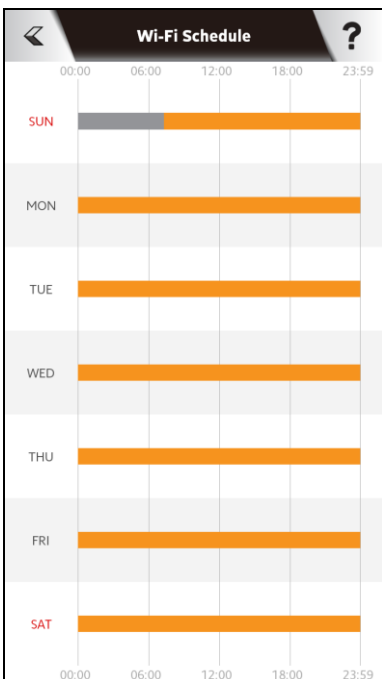 Wi-Fi Schedule ?
00:00 06:00 12:00 18:00 23:59
SUN
MON
TUE
WED
THU
FRI
SAT
00:00 06:00 12:00 18:00 23:59